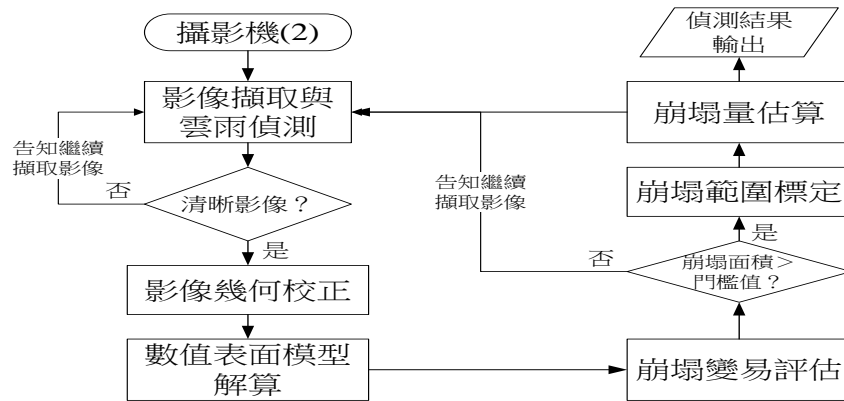 攝影機(2)
影像擷取與
雲雨偵測
告知繼續
擷取影像
否
清晰影像？
是
影像幾何校正
數值表面模型
解算
偵測結果
輸出
崩塌量估算
崩塌範圍標定
告知繼續
擷取影像
是
否
崩塌面積＞
門檻值？
崩塌變易評估